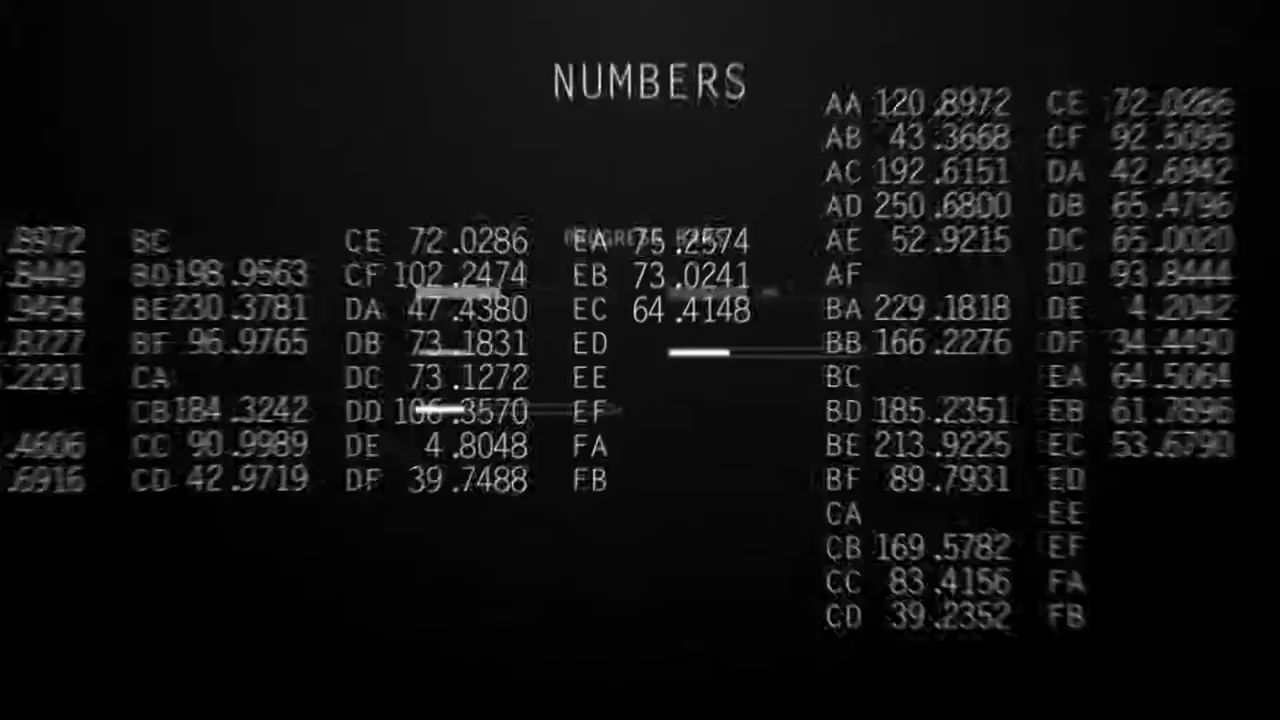 NUMBERS
.8972 BC CE 72.0286 EA 75.2574
.8449 BD 198.9563 CF 102.2474 EB 73.0241
.9454 BE 230.3781 DA 47.4380 EC 64.4148
.8727 BF 96.9765 DB 73.1831 ED
.2291 CA DC 73.1272 EE
CB 184.3242 DD 106.3570 EF
.4606 CC 90.9989 DE 4.8048 FA
.6916 CD 42.9719 DF 39.7488 FB
AA 120.8972 CE 72.0286
AB 43.3668 CF 92.5095
AC 192.6151 DA 42.6942
AD 250.6800 DB 65.4796
AE 52.9215 DC 65.0020
AF DD 93.8444
BA 229.1818 DE 4.2042
BB 166.2276 DF 34.4490
BC EA 64.5064
BD 185.2351 EB 61.7896
BE 213.9225 EC 53.6790
BF 89.7931 ED
CA EE
CB 169.5782 EF
CC 83.4156 FA
CD 39.2352 FB